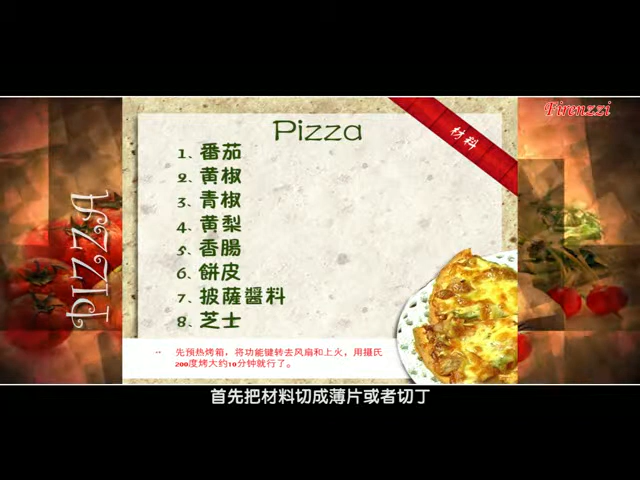 Firenzzi
材料
Pizza
1、番茄
2、黄椒
3、青椒
4、黄梨
5、香腸
6、餅皮
7、披薩醬料
8、芝士
PIZZA
先预热烤箱，将功能键转去风扇和上火，用摄氏
200度烤大约10分钟就行了。
首先把材料切成薄片或者切丁